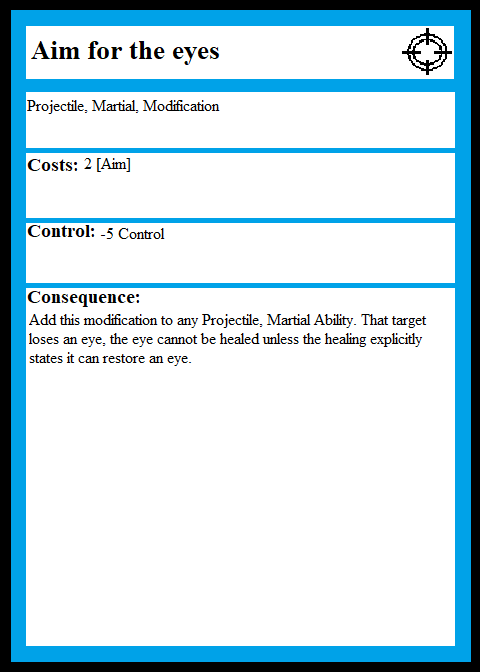 Aim for the eyes
Projectile, Martial, Modification
Costs: 2 [Aim]
Control: -5 Control
Consequence:
Add this modification to any Projectile, Martial Ability. That target
loses an eye, the eye cannot be healed unless the healing explicitly
states it can restore an eye.